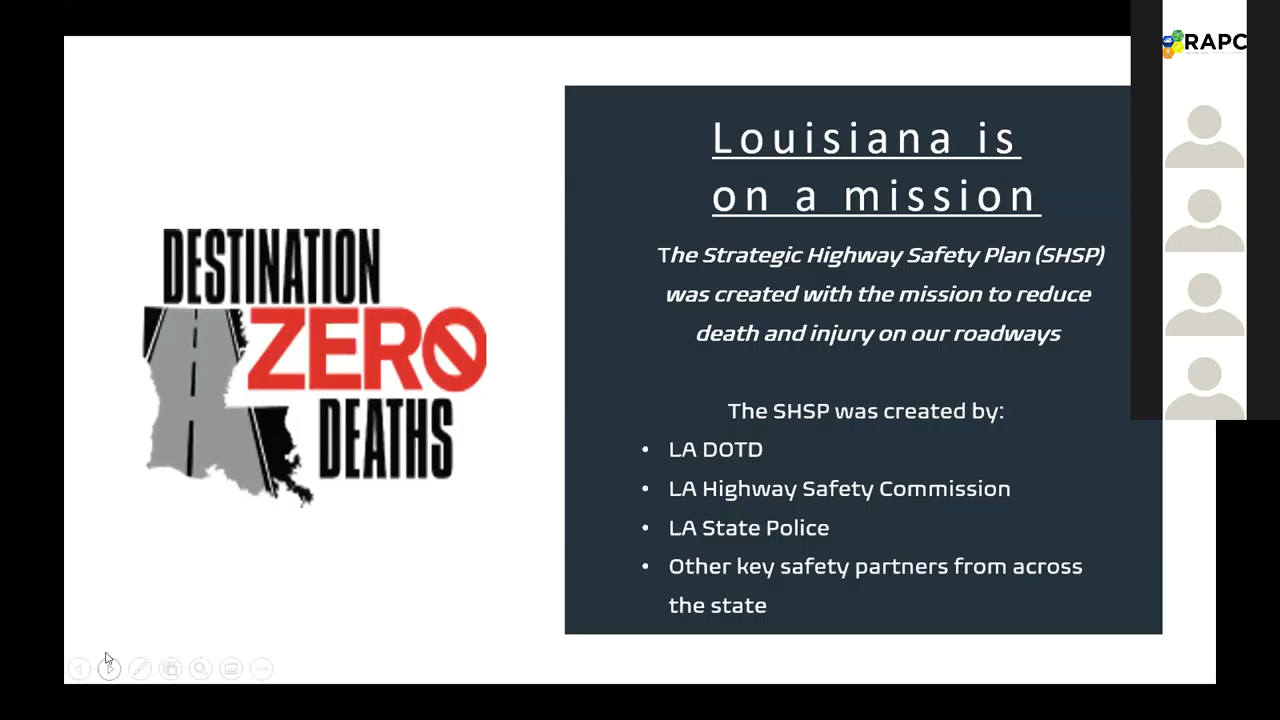 RAPC
Louisiana is
on a mission
The Strategic Highway Safety Plan (SHSP)
was created with the mission to reduce
death and injury on our roadways
DESTINATION
ZERO
DEATHS
The SHSP was created by:
• LA DOTD
• LA Highway Safety Commission
• LA State Police
• Other key safety partners from across
the state